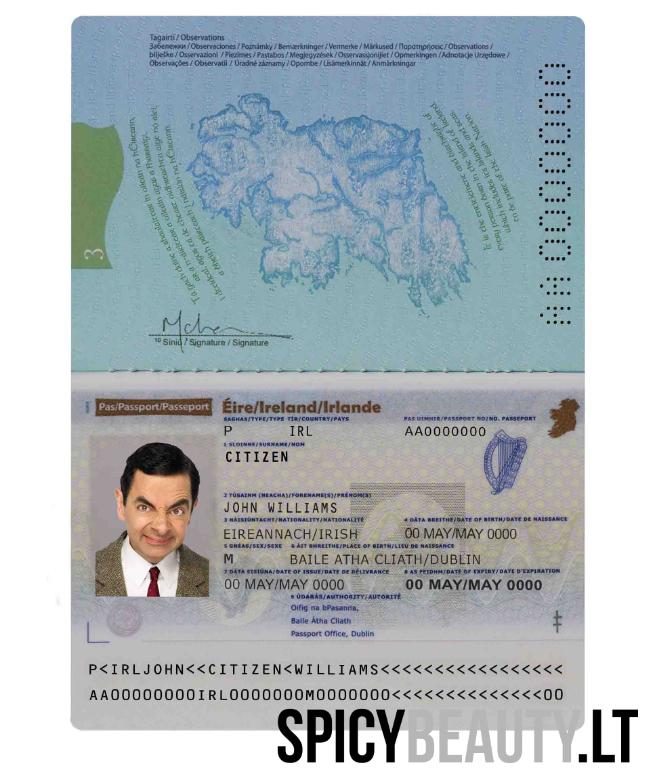 Tagairtí / Observations
Забележки / Observaciones / Poznámky / Bemærkninger / Vermerke / Märkused / Παρατηρήσεις / Observations /
bilješke / Osservazioni / Piezīmes / Pastabos / Megjegyzések / Osservazzjonijiet / Opmerkingen / Adnotacje Urzędowe /
Observações / Observatii / Úradné záznamy / Opombe / Lisämerkinnät / Anmärkningar
3
AA 0000000
10 Síniú / Signature / Signature
Pas/Passport/Passeport
Éire/Ireland/Irlande
SAGHAS/TYPE/TYPE TÍR/COUNTRY/PAYS
PAS UIMHIR/PASSPORT NO/NO. PASSEPORT
P IRL AA0000000
1 SLOINNE/SURNAME/NOM
CITIZEN
2 TÚSAINM (NEACHA)/FORENAME(S)/PRÉNOM(S)
JOHN WILLIAMS
3 NÁISIÚNTACHT/NATIONALITY/NATIONALITÉ
4 DÁTA BREITHE/DATE OF BIRTH/DATE DE NAISSANCE
EIREANNACH/IRISH 00 MAY/MAY 0000
5 GNÉAS/SEX/SEXE 6 ÁIT BHREITHE/PLACE OF BIRTH/LIEU DE NAISSANCE
M BAILE ATHA CLIATH/DUBLIN
7 DÁTA EISIÚNA/DATE OF ISSUE/DATE DE DÉLIVRANCE
8 AS FEIDHM/DATE OF EXPIRY/DATE D'EXPIRATION
00 MAY/MAY 0000 00 MAY/MAY 0000
9 ÚDARÁS/AUTHORITY/AUTORITÉ
Oifig na bPasanna,
Baile Átha Cliath
Passport Office, Dublin
P<IRLJOHN<<CITIZEN<WILLIAMS<<<<<<<<<<<<<<<<<
AA00000000IRL0000000M0000000<<<<<<<<<<<<<<00
SPICYBEAUTY.LT